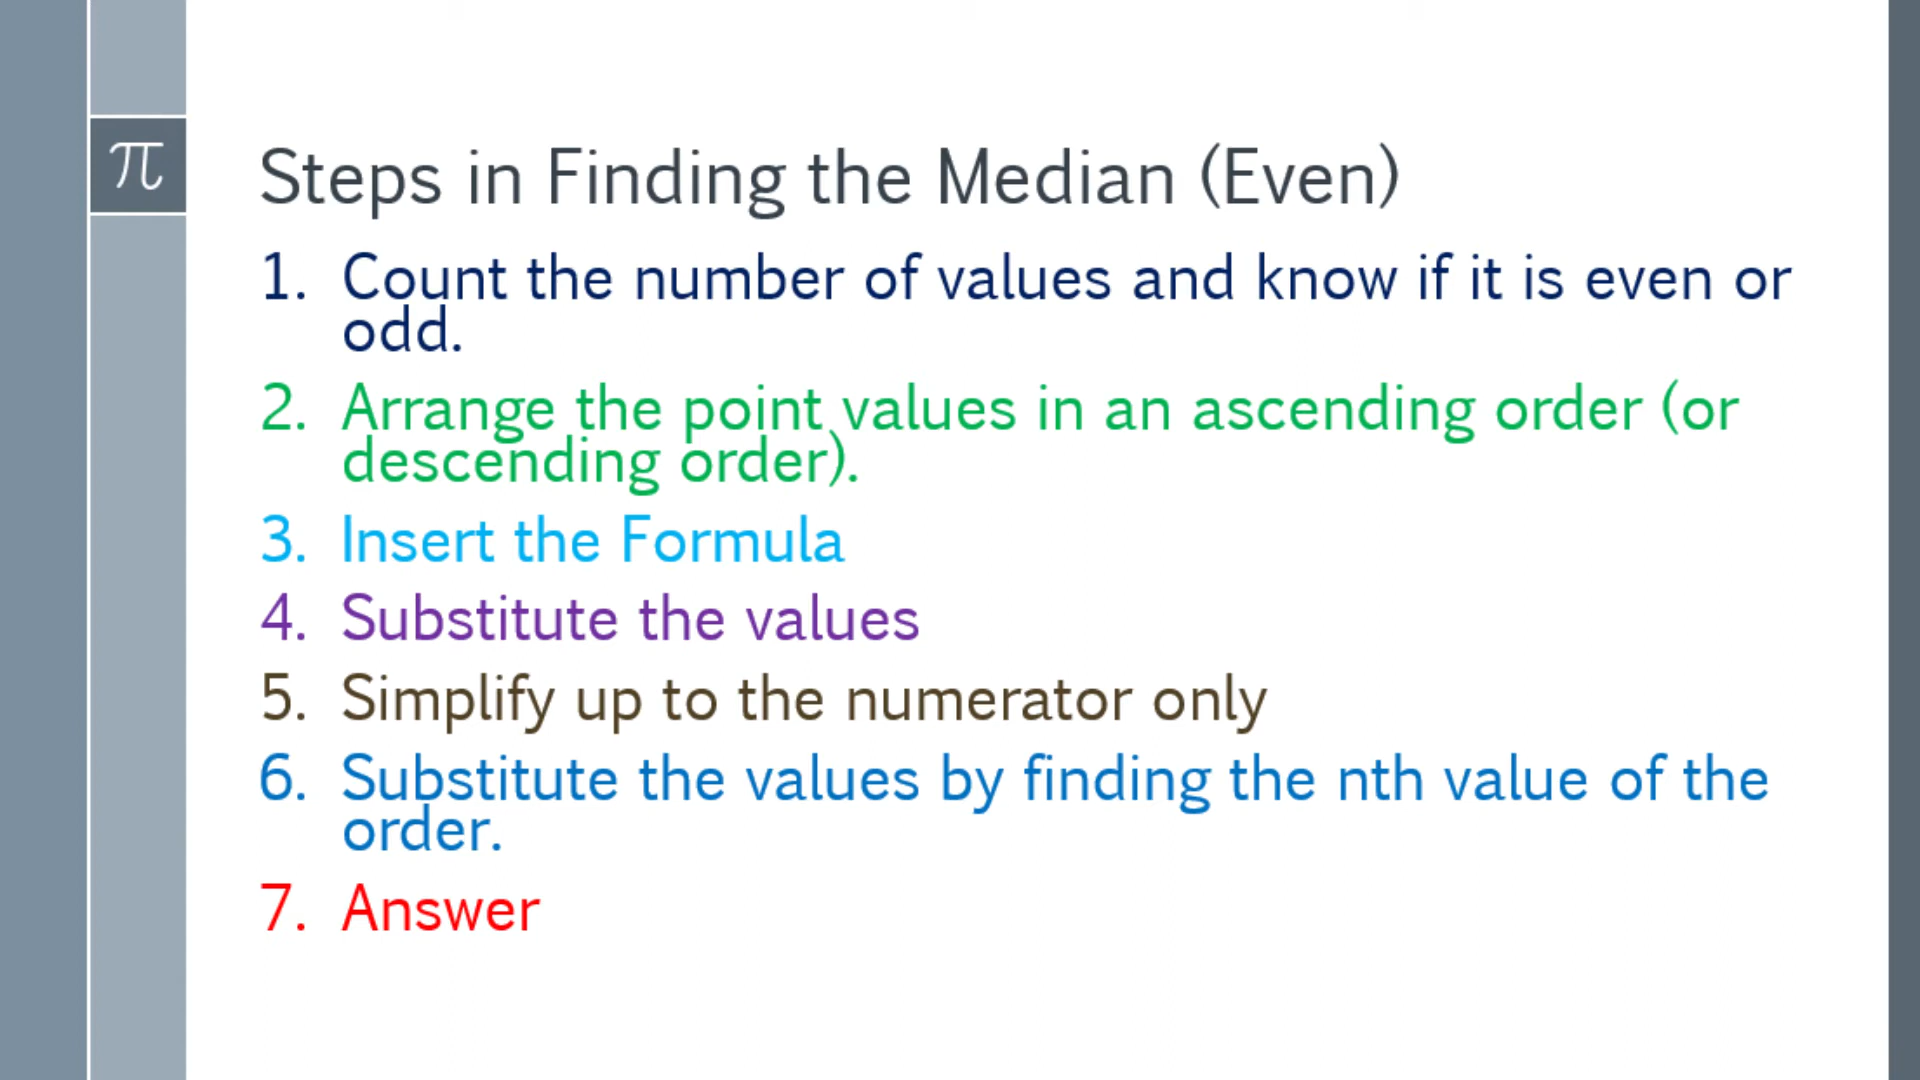 π
Steps in Finding the Median (Even)
1. Count the number of values and know if it is even or
odd.
2. Arrange the point values in an ascending order (or
descending order).
3. Insert the Formula
4. Substitute the values
5. Simplify up to the numerator only
6. Substitute the values by finding the nth value of the
order.
7. Answer